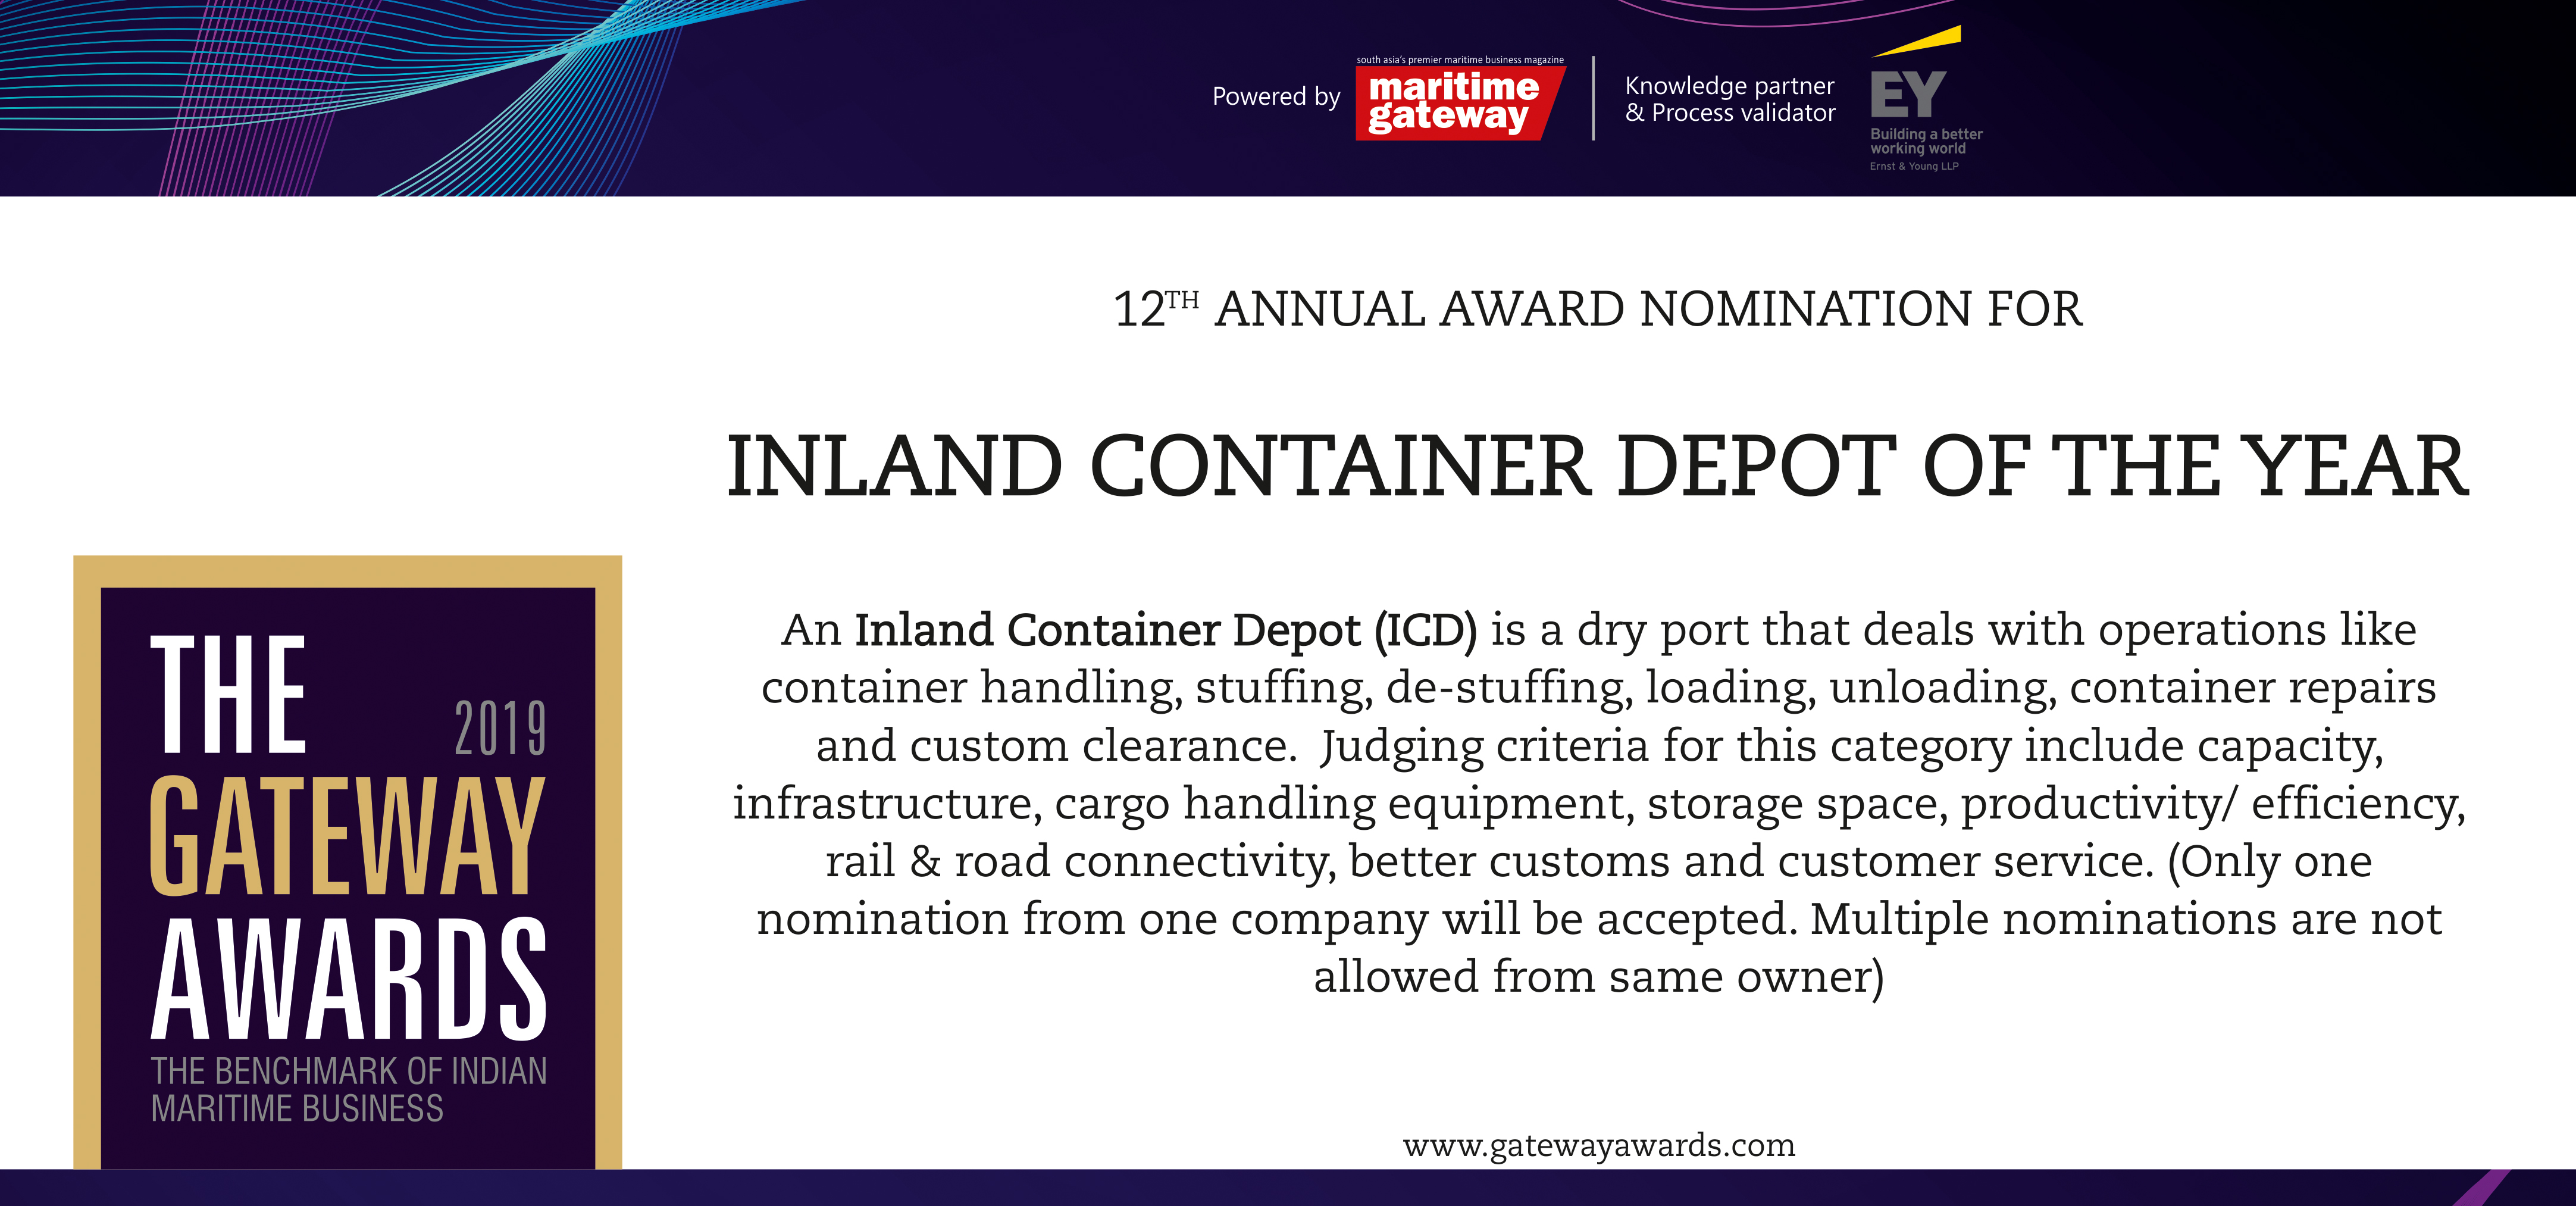 Powered by
south asia's premier maritime business magazine
maritime
gateway
Knowledge partner
& Process validator
EY
Building a better
working world
Ernst & Young LLP
12TH ANNUAL AWARD NOMINATION FOR
INLAND CONTAINER DEPOT OF THE YEAR
An Inland Container Depot (ICD) is a dry port that deals with operations like
container handling, stuffing, de-stuffing, loading, unloading, container repairs
and custom clearance.  Judging criteria for this category include capacity,
infrastructure, cargo handling equipment, storage space, productivity/ efficiency,
rail & road connectivity, better customs and customer service. (Only one
nomination from one company will be accepted. Multiple nominations are not
allowed from same owner)
www.gatewayawards.com
THE
2019
GATEWAY
AWARDS
THE BENCHMARK OF INDIAN
MARITIME BUSINESS